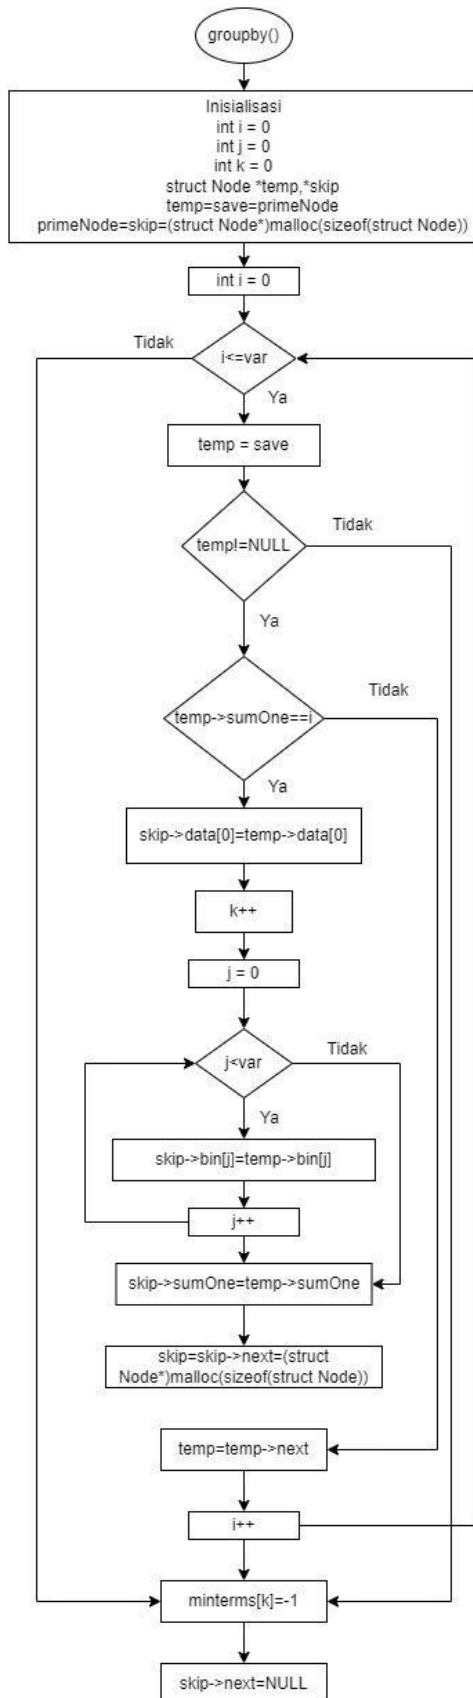 groupby()
Inisialisasi
int i = 0
int j = 0
int k = 0
struct Node *temp,*skip
temp=save=primeNode
primeNode=skip=(struct Node*)malloc(sizeof(struct Node))
int i = 0
Tidak
i<=var
Ya
temp = save
Tidak
temp!=NULL
Ya
Tidak
temp->sumOne==i
Ya
skip->data[0]=temp->data[0]
k++
j = 0
Tidak
j<var
Ya
skip->bin[j]=temp->bin[j]
j++
skip->sumOne=temp->sumOne
skip=skip->next=(struct
Node*)malloc(sizeof(struct Node))
temp=temp->next
i++
minterms[k]=-1
skip->next=NULL